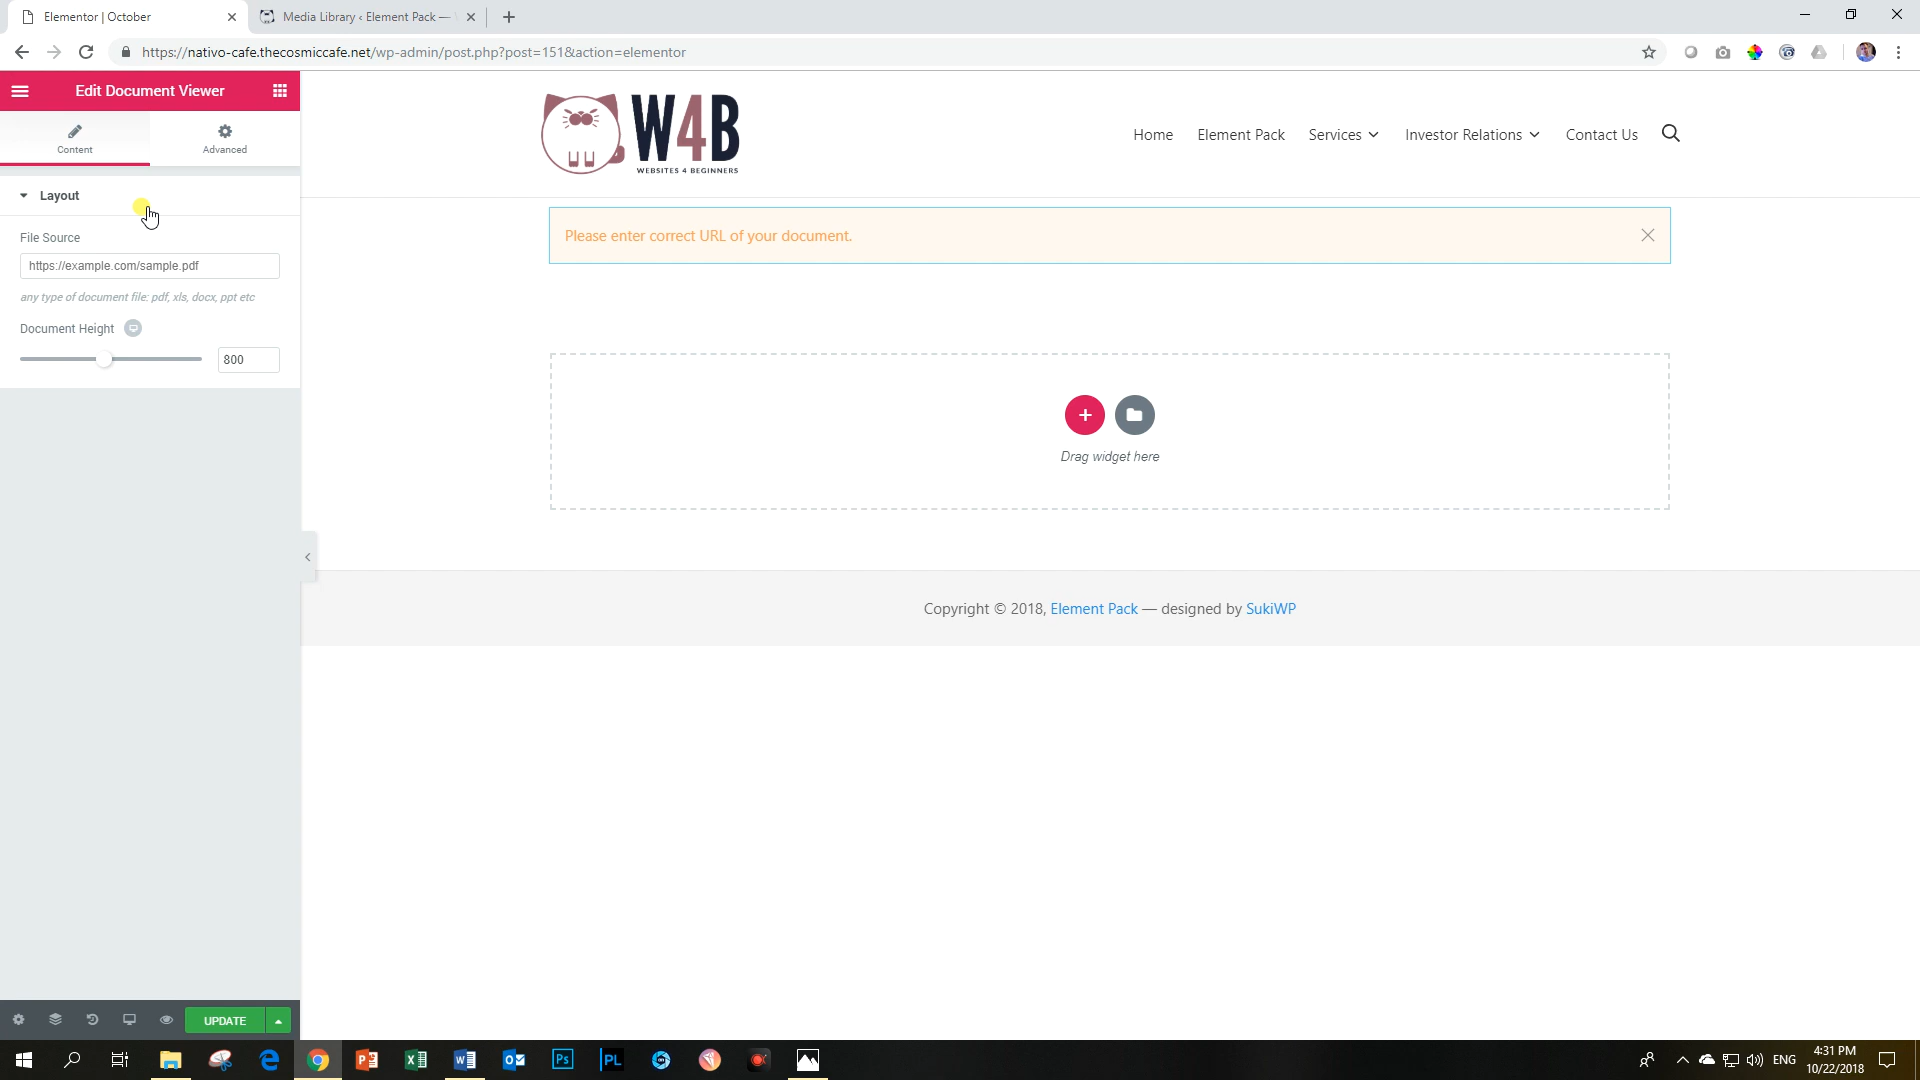 Elementor | October
Media Library ‹ Element Pack —
https://nativo-cafe.thecosmiccafe.net/wp-admin/post.php?post=151&action=elementor
Edit Document Viewer
Content
Advanced
Layout
File Source
https://example.com/sample.pdf
any type of document file: pdf, xls, docx, ppt etc
Document Height
800
W4B
WEBSITES 4 BEGINNERS
Home
Element Pack
Services
Investor Relations
Contact Us
Please enter correct URL of your document.
Drag widget here
Copyright © 2018, Element Pack — designed by SukiWP
UPDATE
Ps
PL
ENG
4:31 PM
10/22/2018